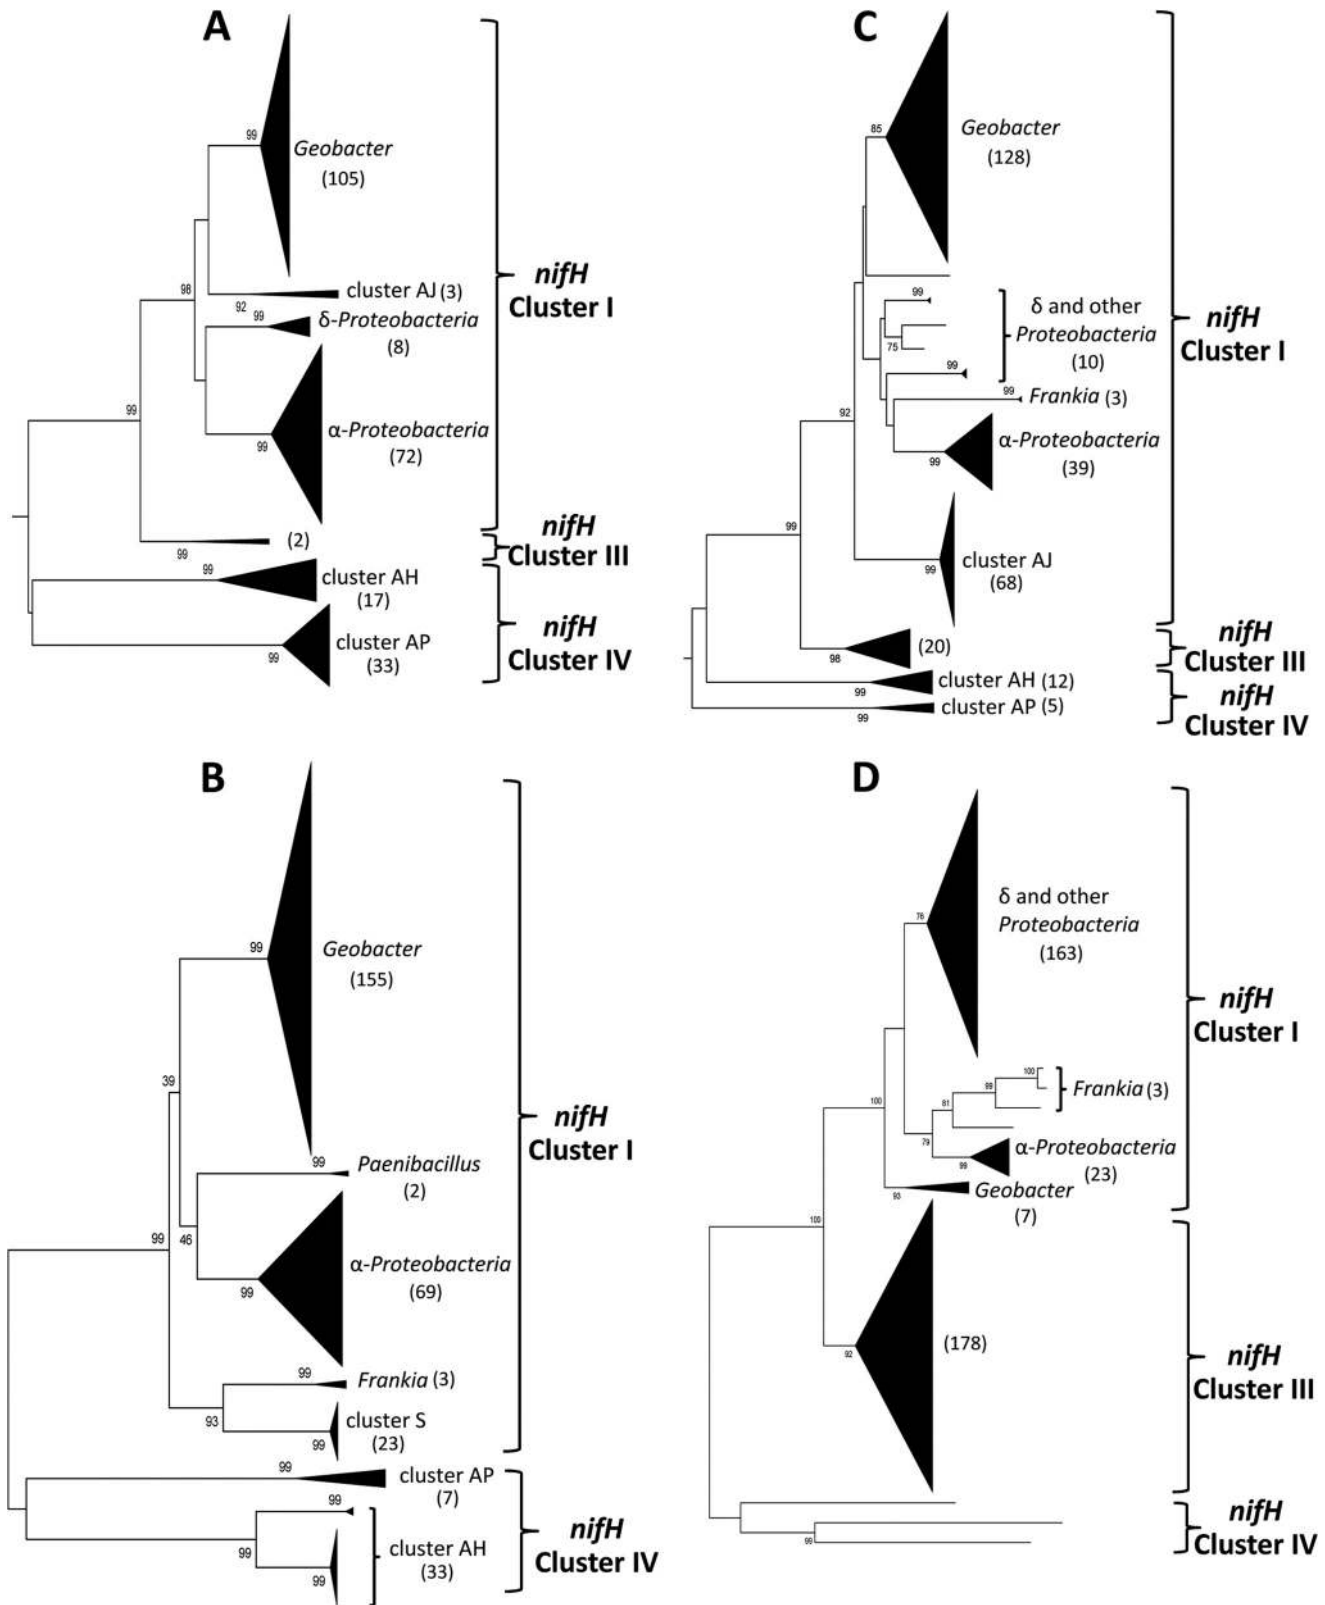 A
99
Geobacter
(105)
98
cluster AJ (3)
92
99
δ-Proteobacteria
(8)
99
α-Proteobacteria
(72)
99
(2)
99
99
cluster AH
(17)
cluster AP
(33)
99
nifH
Cluster I
nifH
Cluster III
nifH
Cluster IV
C
85
Geobacter
(128)
99
δ and other
Proteobacteria
(10)
75
99
99
Frankia (3)
92
α-Proteobacteria
(39)
99
99
cluster AJ
(68)
99
(20)
98
cluster AH (12)
99
cluster AP (5)
99
nifH
Cluster I
nifH
Cluster III
nifH
Cluster IV
B
99
Geobacter
(155)
39
99
Paenibacillus
(2)
99
46
α-Proteobacteria
(69)
99
99
Frankia (3)
93
cluster S
(23)
99
99
cluster AP
(7)
99
cluster AH
(33)
99
99
nifH
Cluster I
nifH
Cluster IV
D
76
δ and other
Proteobacteria
(163)
100
99
Frankia (3)
81
100
79
α-Proteobacteria
(23)
99
Geobacter
(7)
93
100
(178)
92
99
nifH
Cluster I
nifH
Cluster III
nifH
Cluster IV